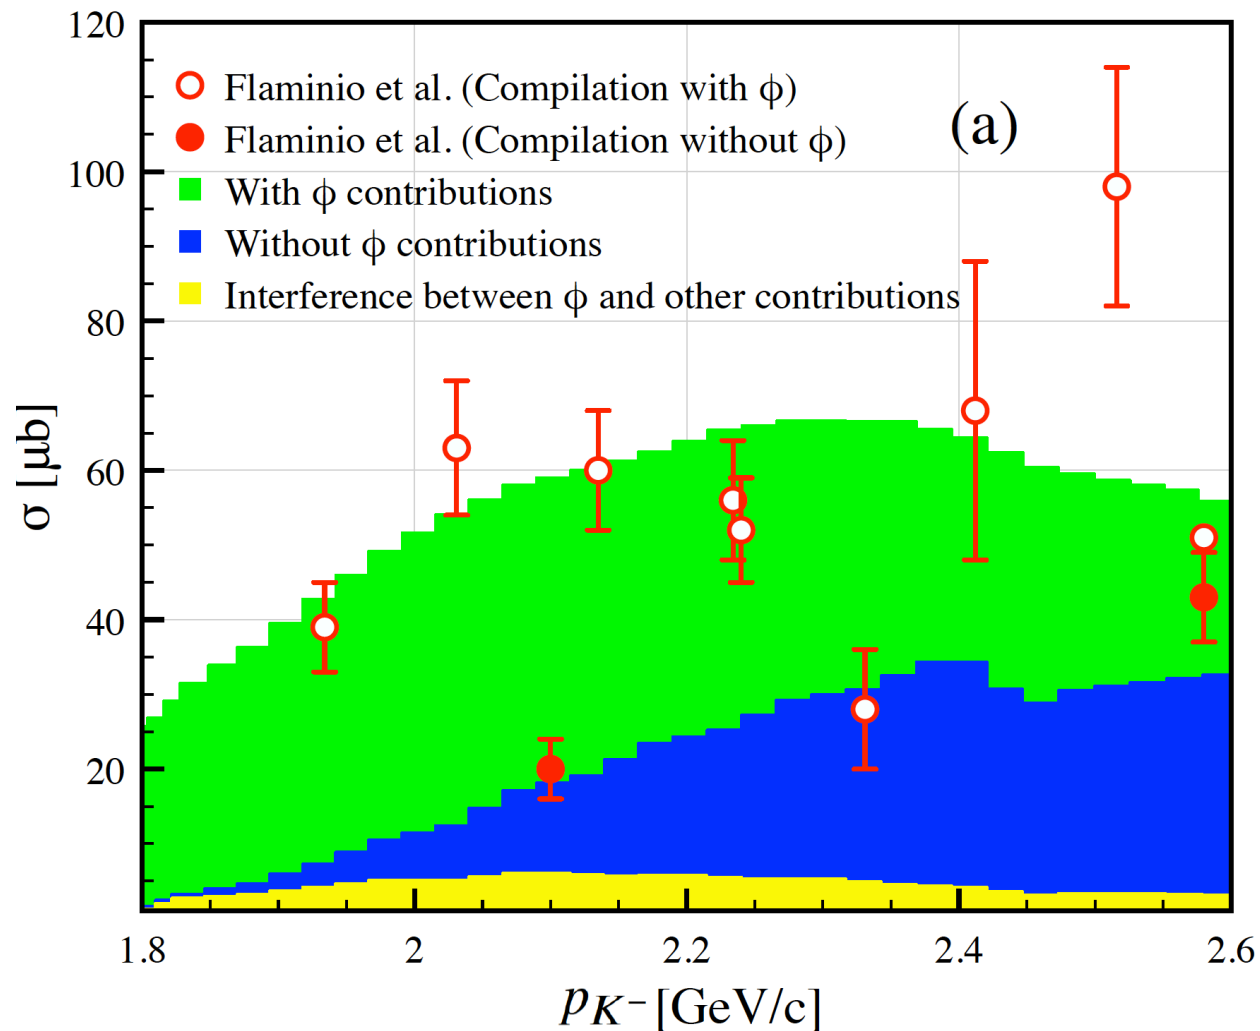 120
Flaminio et al. (Compilation with ϕ)
Flaminio et al. (Compilation without ϕ)
(a)
100
With ϕ contributions
Without ϕ contributions
Interference between ϕ and other contributions
80
60
40
20
σ [μb]
1.8 2 2.2 2.4 2.6
pK− [GeV/c]